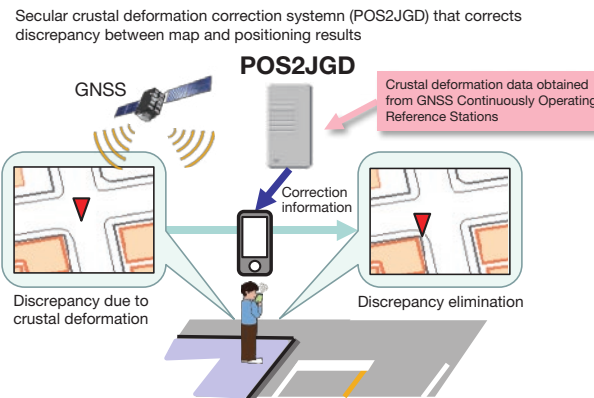 Secular crustal deformation correction systemn (POS2JGD) that corrects
discrepancy between map and positioning results
POS2JGD
GNSS
Crustal deformation data obtained
from GNSS Continuously Operating
Reference Stations
Correction
information
Discrepancy due to
crustal deformation
Discrepancy elimination